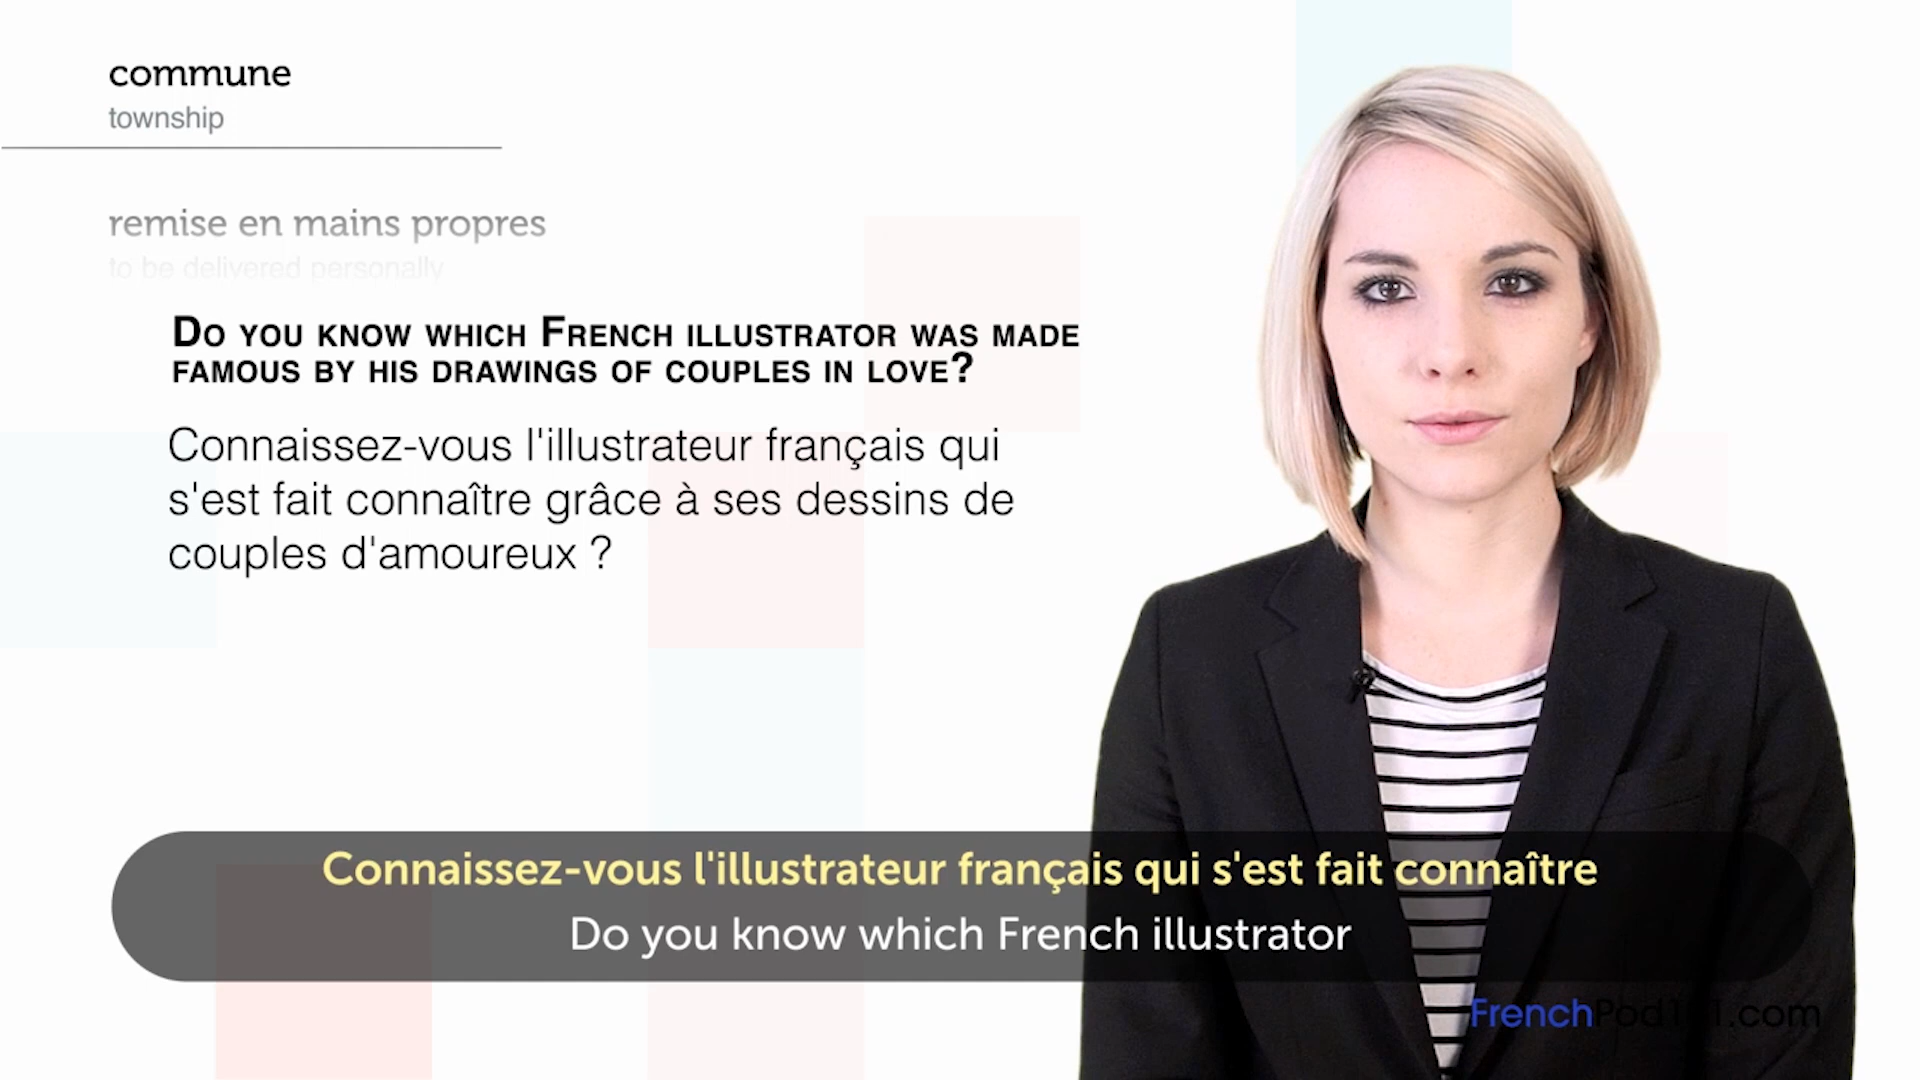 commune
township
remise en mains propres
to be delivered personally
Do you know which French illustrator was made
famous by his drawings of couples in love?
Connaissez-vous l'illustrateur français qui
s'est fait connaître grâce à ses dessins de
couples d'amoureux ?
Connaissez-vous l'illustrateur français qui s'est fait connaître
Do you know which French illustrator
FrenchPod101.com